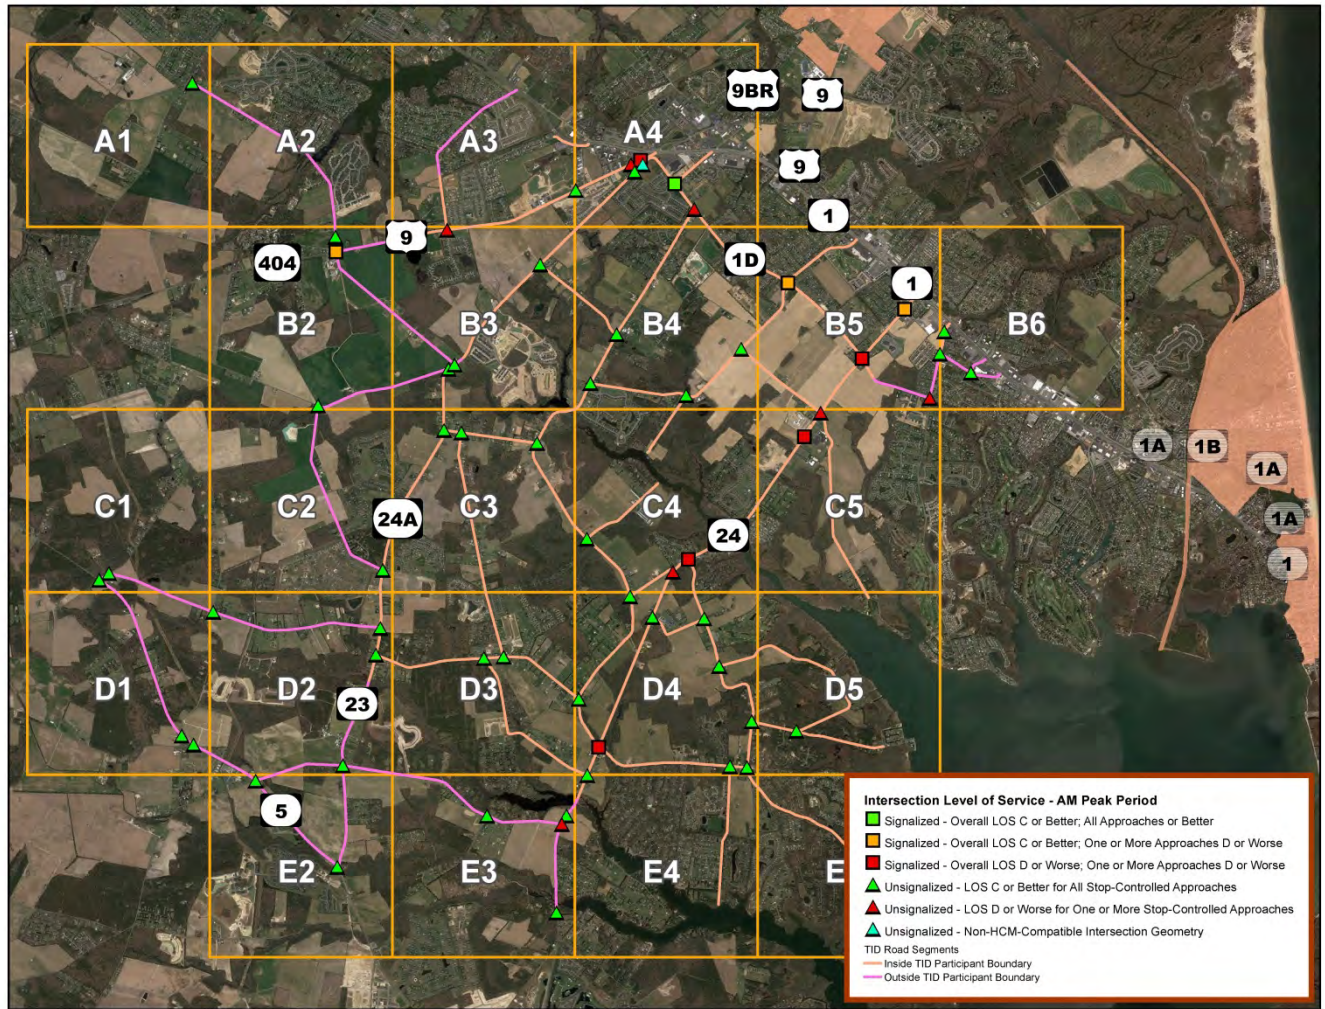 9BR
9
A1
A2
A3
A4
9
1
9
404
1D
1
B2
B3
B4
B5
B6
1A
1B
1A
C1
C2
24A
C3
C4
24
C5
1A
1
D1
D2
23
D3
D4
D5
5
E2
E3
E4
E
Intersection Level of Service - AM Peak Period
Signalized - Overall LOS C or Better; All Approaches or Better
Signalized - Overall LOS C or Better; One or More Approaches D or Worse
Signalized - Overall LOS D or Worse; One or More Approaches D or Worse
Unsignalized - LOS C or Better for All Stop-Controlled Approaches
Unsignalized - LOS D or Worse for One or More Stop-Controlled Approaches
Unsignalized - Non-HCM-Compatible Intersection Geometry
TID Road Segments
Inside TID Participant Boundary
Outside TID Participant Boundary